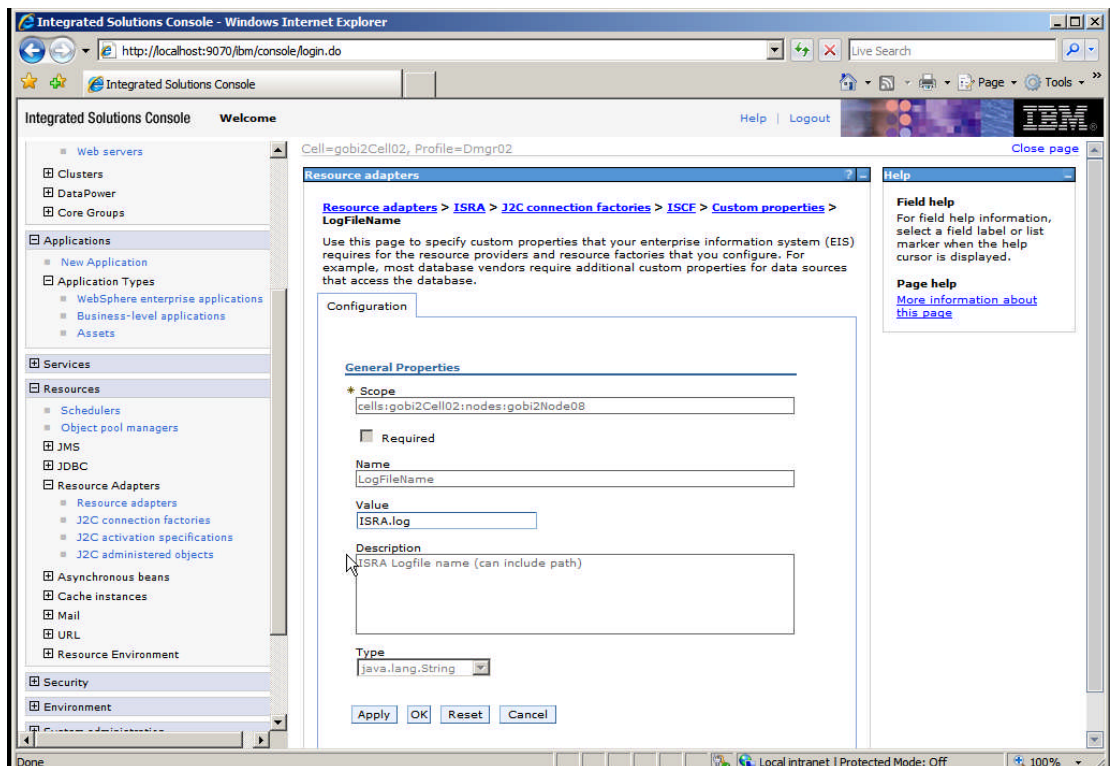 Integrated Solutions Console - Windows Internet Explorer
http://localhost:9070/ibm/console/login.do
Live Search
Integrated Solutions Console
Page
Tools
Integrated Solutions Console Welcome
Help | Logout
IBM
Web servers
Clusters
DataPower
Core Groups
Applications
New Application
Application Types
WebSphere enterprise applications
Business-level applications
Assets
Services
Resources
Schedulers
Object pool managers
JMS
JDBC
Resource Adapters
Resource adapters
J2C connection factories
J2C activation specifications
J2C administered objects
Asynchronous beans
Cache instances
Mail
URL
Resource Environment
Security
Environment
System administration
Cell=gobi2Cell02, Profile=Dmgr02
Close page
Resource adapters
Resource adapters > ISRA > J2C connection factories > ISCF > Custom properties >
LogFileName
Use this page to specify custom properties that your enterprise information system (EIS)
requires for the resource providers and resource factories that you configure. For
example, most database vendors require additional custom properties for data sources
that access the database.
Configuration
General Properties
* Scope
cells:gobi2Cell02:nodes:gobi2Node08
Required
Name
LogFileName
Value
ISRA.log
Description
ISRA Logfile name (can include path)
Type
java.lang.String
Apply OK Reset Cancel
Help
Field help
For field help information,
select a field label or list
marker when the help
cursor is displayed.
Page help
More information about
this page
Done
Local intranet | Protected Mode: Off
100%